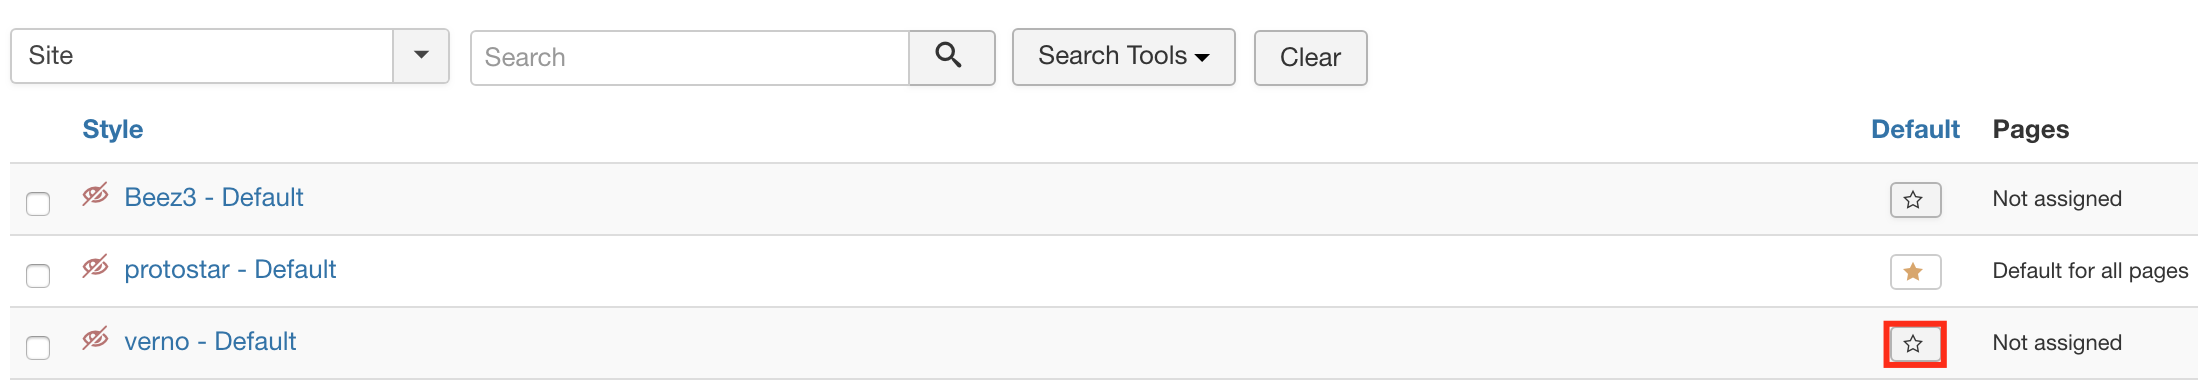 Site Search Search Tools Clear
Style Default Pages
Beez3 - Default Not assigned
protostar - Default Default for all pages
verno - Default Not assigned